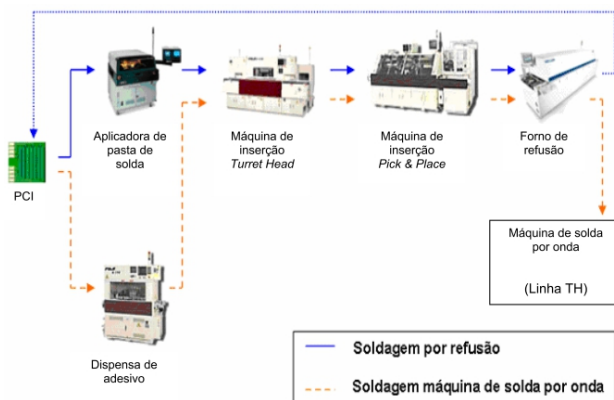 Aplicadora de
pasta de
solda
Máquina de
inserção
Turret Head
Máquina de
inserção
Pick & Place
Forno de
refusão
PCI
Máquina de solda
por onda
(Linha TH)
Dispensa de
adesivo
Soldagem por refusão
Soldagem máquina de solda por onda